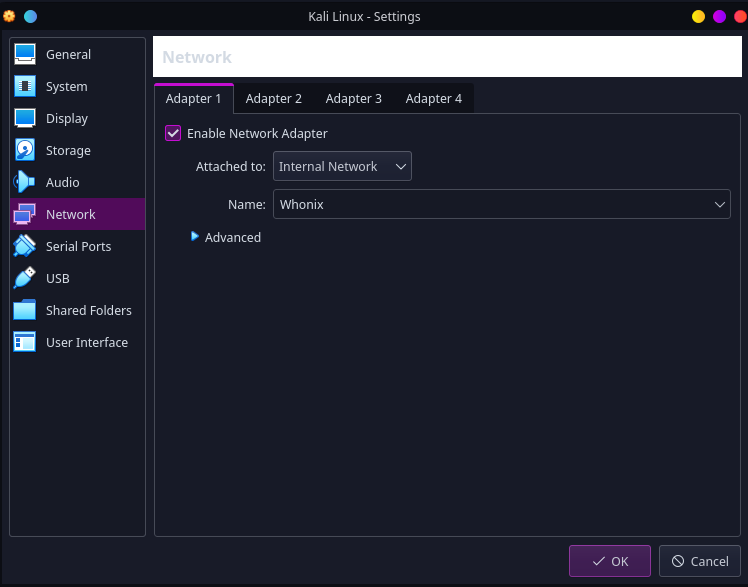 Kali Linux - Settings
General
System
Display
Storage
Audio
Network
Serial Ports
USB
Shared Folders
User Interface
Network
Adapter 1 Adapter 2 Adapter 3 Adapter 4
Enable Network Adapter
Attached to: Internal Network
Name: Whonix
Advanced
OK Cancel